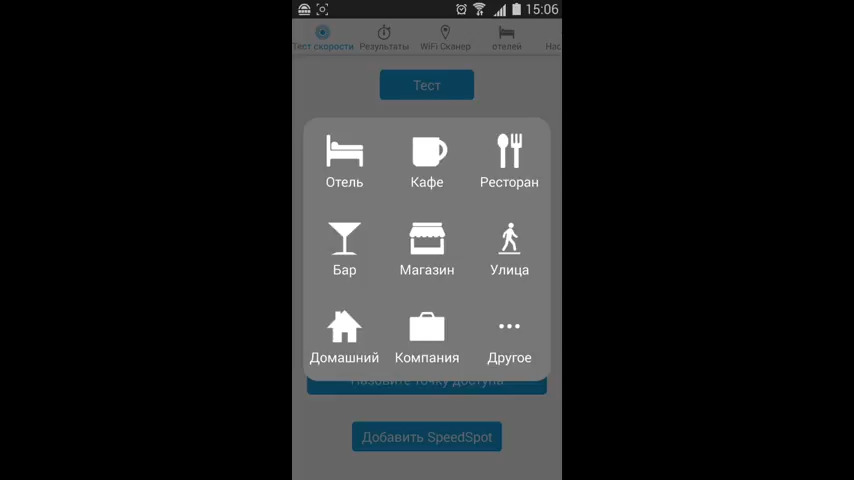 15:06
Тест скорости Результаты WiFi Сканер отелей Нас
Тест
Отель Кафе Ресторан
Бар Магазин Улица
Домашний Компания Другое
Назовите точку доступа
Добавить SpeedSpot